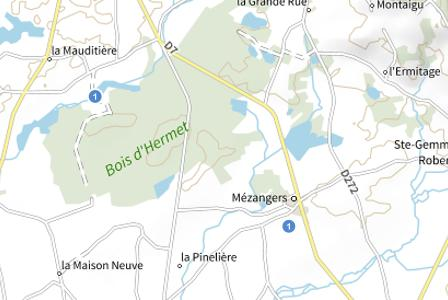 la Grande Rue
Montaigu
la Mauditière
D7
l'Ermitage
1
Bois d'Hermet
Ste-Gemm
Rober
D272
Mézangers
1
la Pinelière
la Maison Neuve